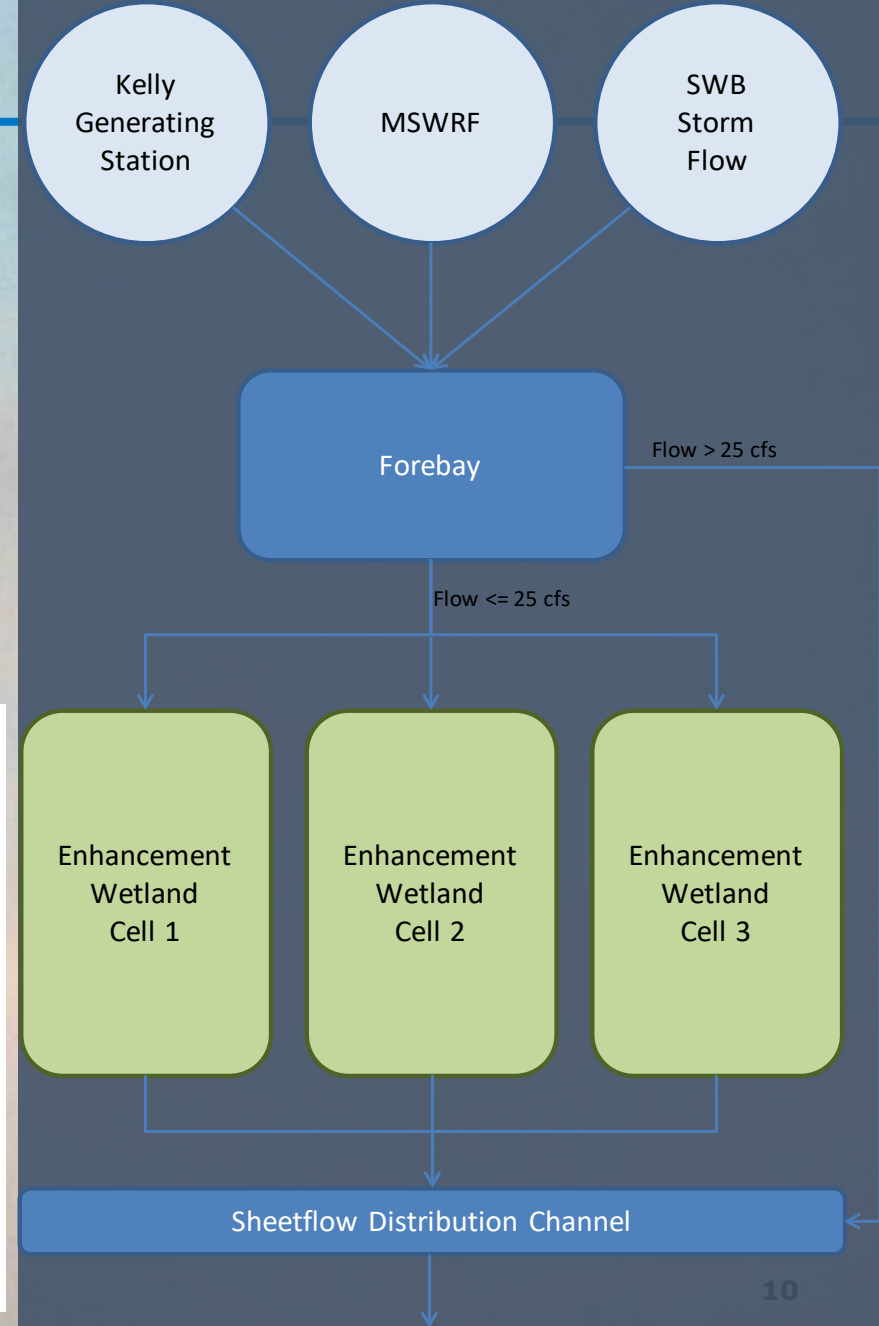 Kelly
Generating
Station
MSWRF
SWB
Storm
Flow
Forebay
Flow > 25 cfs
Flow <= 25 cfs
Enhancement
Wetland
Cell 1
Enhancement
Wetland
Cell 2
Enhancement
Wetland
Cell 3
Sheetflow Distribution Channel
10